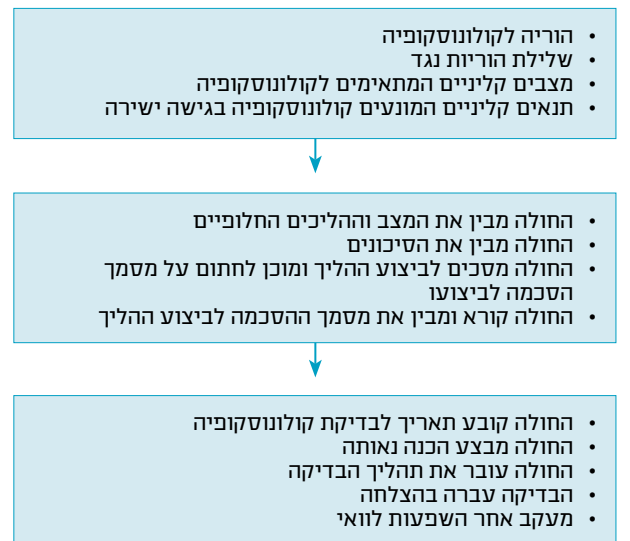 • הוריה לקולונוסקופיה
• שלילת הוריות נגד
• מצבים קליניים המתאימים לקולונוסקופיה
• תנאים קליניים המונעים קולונוסקופיה בגישה ישירה
• החולה מבין את המצב וההליכים החלופיים
• החולה מבין את הסיכונים
• החולה מסכים לביצוע ההליך ומוכן לחתום על מסמך
הסכמה לביצועו
• החולה קורא ומבין את מסמך ההסכמה לביצוע ההליך
• החולה קובע תאריך לבדיקת קולונוסקופיה
• החולה מבצע הכנה נאותה
• החולה עובר את תהליך הבדיקה
• הבדיקה עברה בהצלחה
• מעקב אחר השפעות לוואי